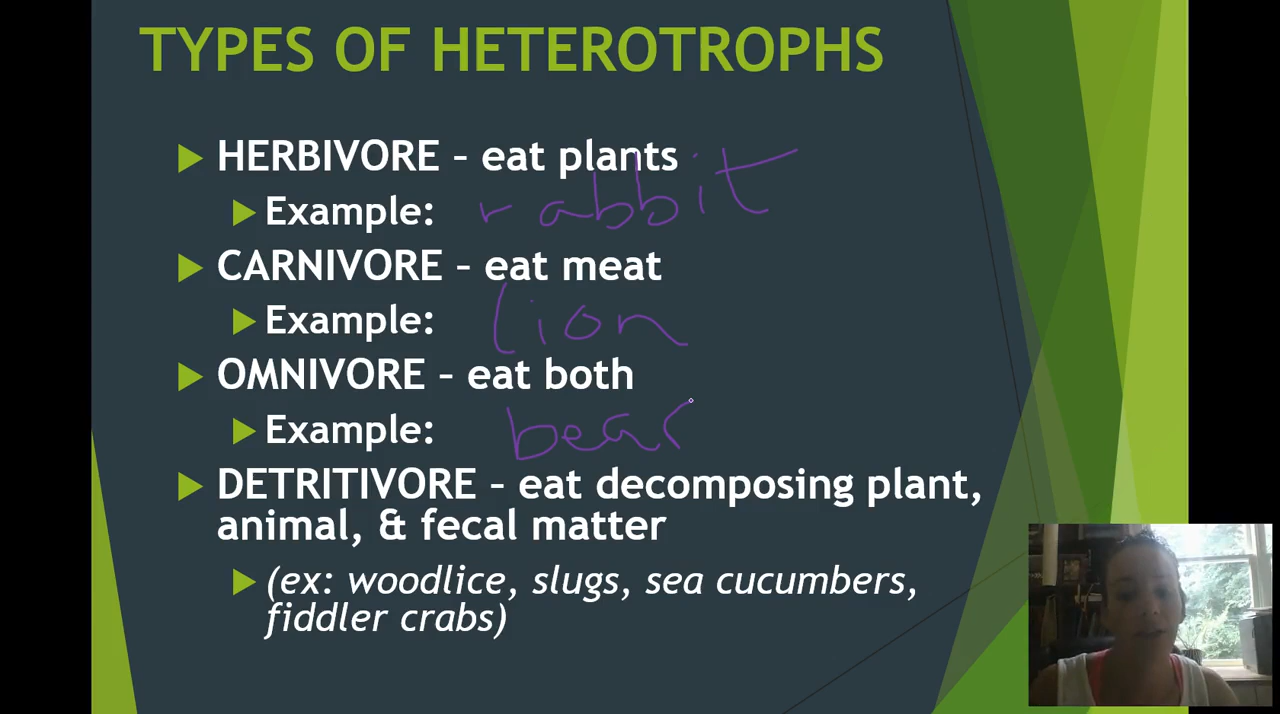 TYPES OF HETEROTROPHS
HERBIVORE – eat plants
Example: rabbit
CARNIVORE – eat meat
Example: lion
OMNIVORE – eat both
Example: bear
DETRITIVORE – eat decomposing plant,
animal, & fecal matter
(ex: woodlice, slugs, sea cucumbers,
fiddler crabs)